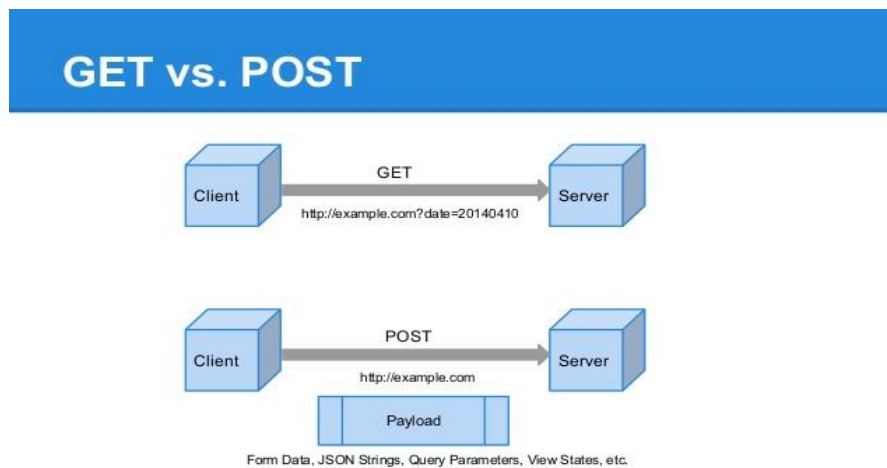 GET vs. POST
GET
Client
Server
http://example.com?date=20140410
POST
Client
Server
http://example.com
Payload
Form Data, JSON Strings, Query Parameters, View States, etc.